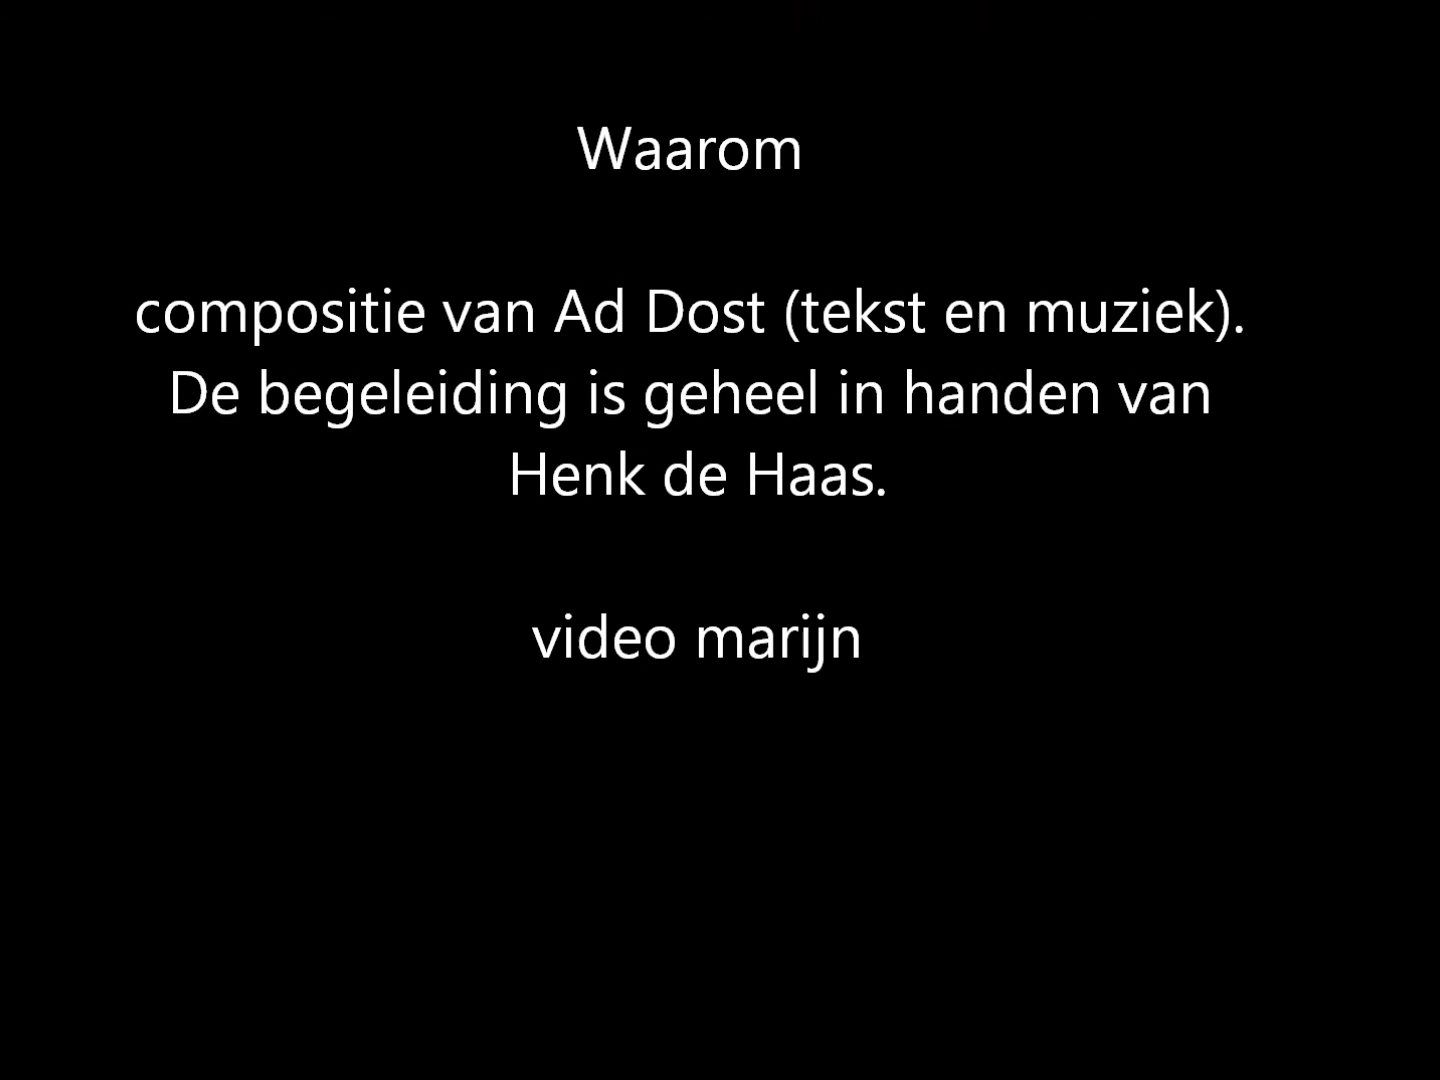 Waarom
compositie van Ad Dost (tekst en muziek).
De begeleiding is geheel in handen van
Henk de Haas.
video marijn